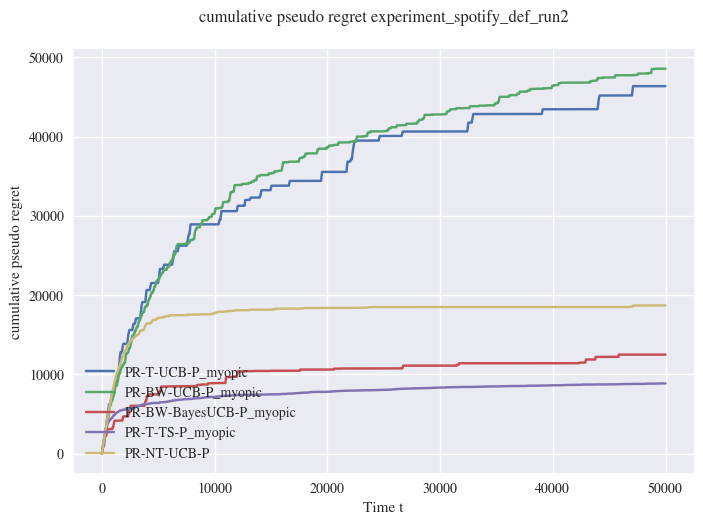 cumulative pseudo regret experiment_spotify_def_run2
cumulative pseudo regret
50000
40000
30000
20000
10000
0
PR-T-UCB-P_myopic
PR-BW-UCB-P_myopic
PR-BW-BayesUCB-P_myopic
PR-T-TS-P_myopic
PR-NT-UCB-P
0 10000 20000 30000 40000 50000
Time t